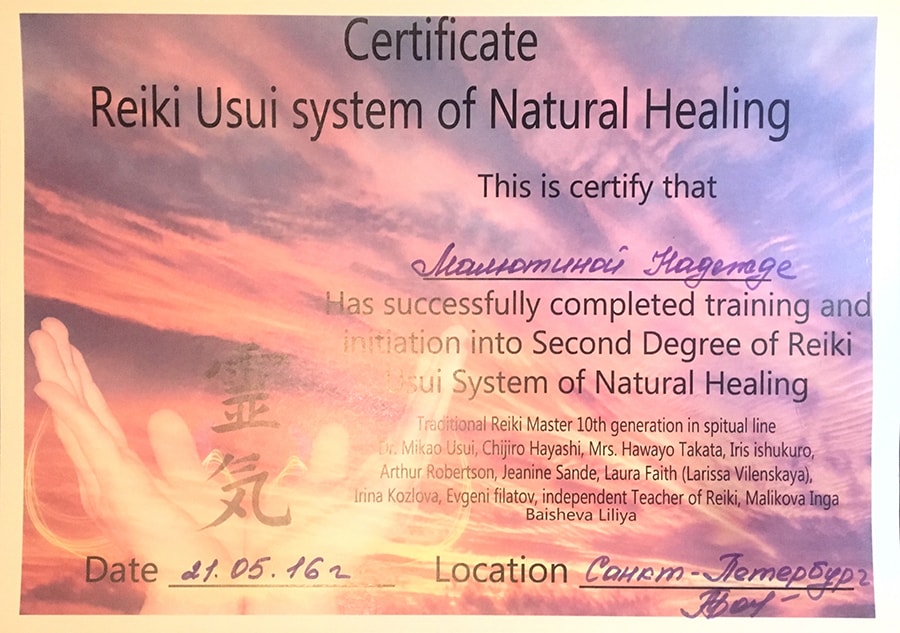 Certificate
Reiki Usui system of Natural Healing
This is certify that
Малютиной Надежде
Has successfully completed training and
initiation into Second Degree of Reiki
Usui System of Natural Healing
Traditional Reiki Master 10th generation in spitual line
Dr. Mikao Usui, Chijiro Hayashi, Mrs. Hawayo Takata, Iris ishukuro,
Arthur Robertson, Jeanine Sande, Laura Faith (Larissa Vilenskaya),
Irina Kozlova, Evgeni filatov, independent Teacher of Reiki, Malikova Inga
Baisheva Liliya
霊
気
Date 21.05.16г Location Санкт-Петербург